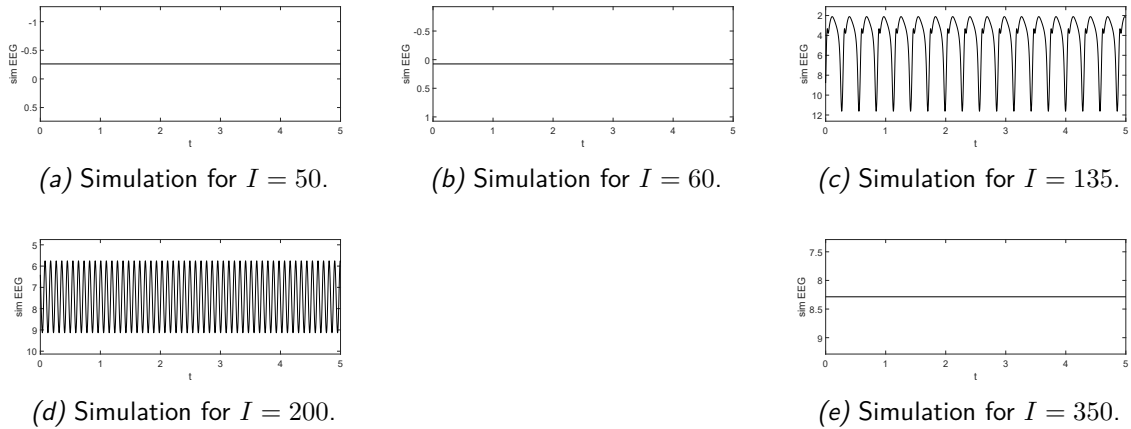 -1
-0.5
0
0.5
sim EEG
0 1 2 3 4 5
t
(a) Simulation for I = 50.
-0.5
0
0.5
1
sim EEG
0 1 2 3 4 5
t
(b) Simulation for I = 60.
2
4
6
8
10
12
sim EEG
0 1 2 3 4 5
t
(c) Simulation for I = 135.
5
6
7
8
9
10
sim EEG
0 1 2 3 4 5
t
(d) Simulation for I = 200.
7.5
8
8.5
9
sim EEG
0 1 2 3 4 5
t
(e) Simulation for I = 350.